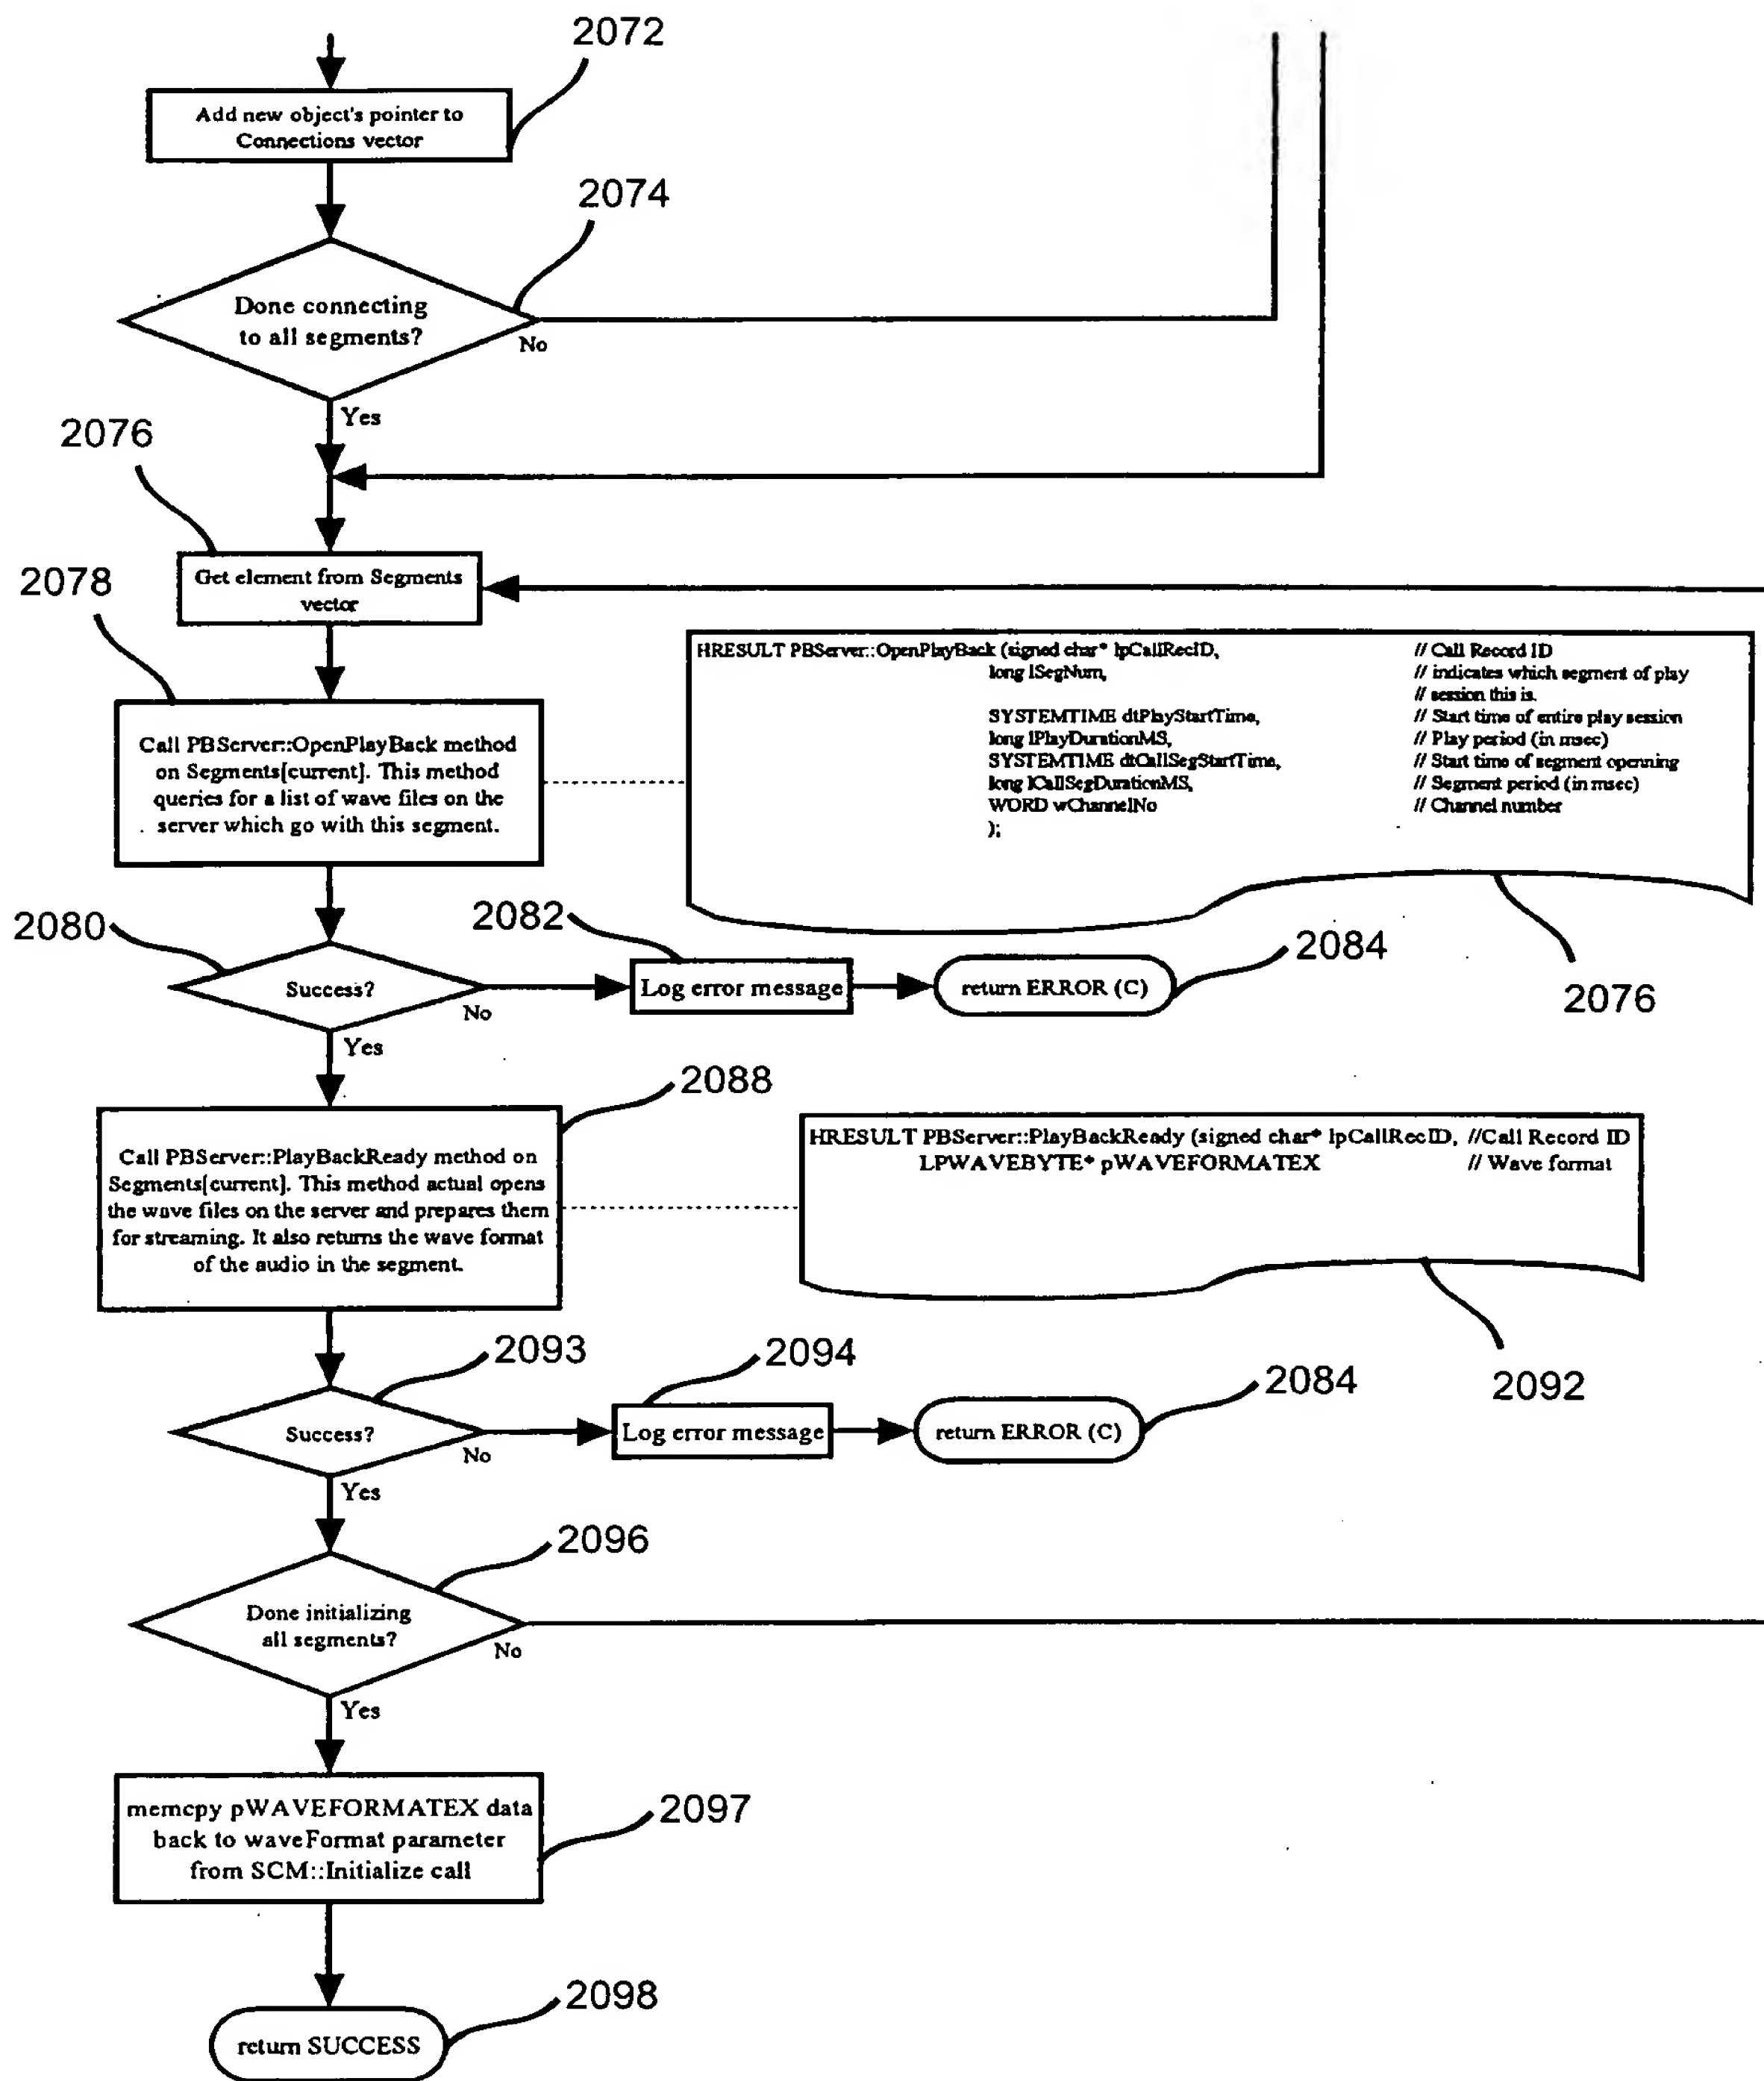 2072
Add new object's pointer to
Connections vector
2074
Done connecting
to all segments?
No
Yes
2076
Get element from Segments
vector
2078
Call PBServer::OpenPlayBack method
on Segments[current]. This method
queries for a list of wave files on the
server which go with this segment.
HRESULT PBServer::OpenPlayBack (signed char* lpCallRecID, // Call Record ID
long lSegNum, // indicates which segment of play
// session this is.
SYSTEMTIME dtPlayStartTime, // Start time of entire play session
long lPlayDurationMS, // Play period (in msec)
SYSTEMTIME dtCallSegStartTime, // Start time of segment openning
long lCallSegDurationMS, // Segment period (in msec)
WORD wChannelNo // Channel number
);
2076
2080
Success?
No
2082
Log error message
return ERROR (C)
2084
Yes
2088
Call PBServer::PlayBackReady method on
Segments[current]. This method actual opens
the wave files on the server and prepares them
for streaming. It also returns the wave format
of the audio in the segment.
HRESULT PBServer::PlayBackReady (signed char* lpCallRecID, //Call Record ID
LPWAVEBYTE* pWAVEFORMATEX // Wave format
2092
2093
Success?
No
2094
Log error message
return ERROR (C)
2084
Yes
2096
Done initializing
all segments?
No
Yes
memcpy pWAVEFORMATEX data
back to waveFormat parameter
from SCM::Initialize call
2097
return SUCCESS
2098